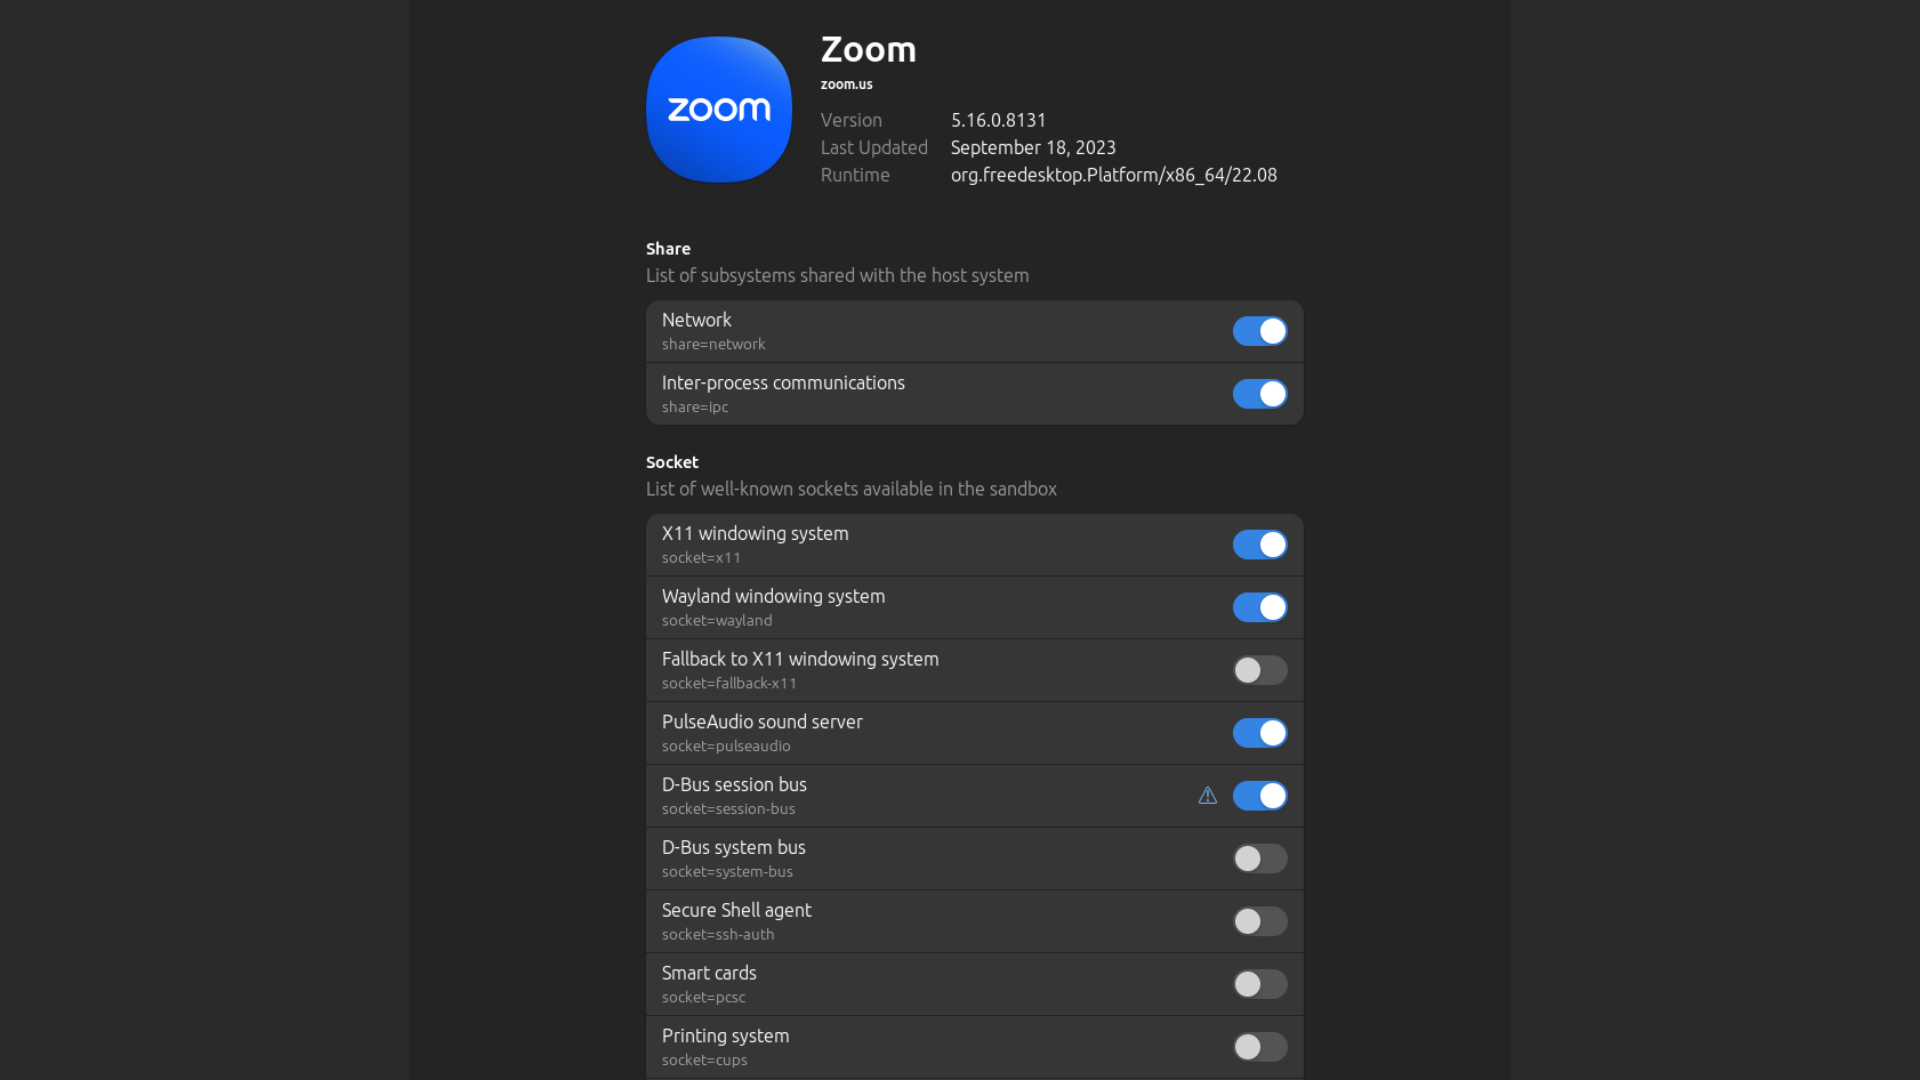 zoom
Zoom
zoom.us
Version 5.16.0.8131
Last Updated September 18, 2023
Runtime org.freedesktop.Platform/x86_64/22.08
Share
List of subsystems shared with the host system
Network
share=network
Inter-process communications
share=ipc
Socket
List of well-known sockets available in the sandbox
X11 windowing system
socket=x11
Wayland windowing system
socket=wayland
Fallback to X11 windowing system
socket=fallback-x11
PulseAudio sound server
socket=pulseaudio
D-Bus session bus
socket=session-bus
D-Bus system bus
socket=system-bus
Secure Shell agent
socket=ssh-auth
Smart cards
socket=pcsc
Printing system
socket=cups